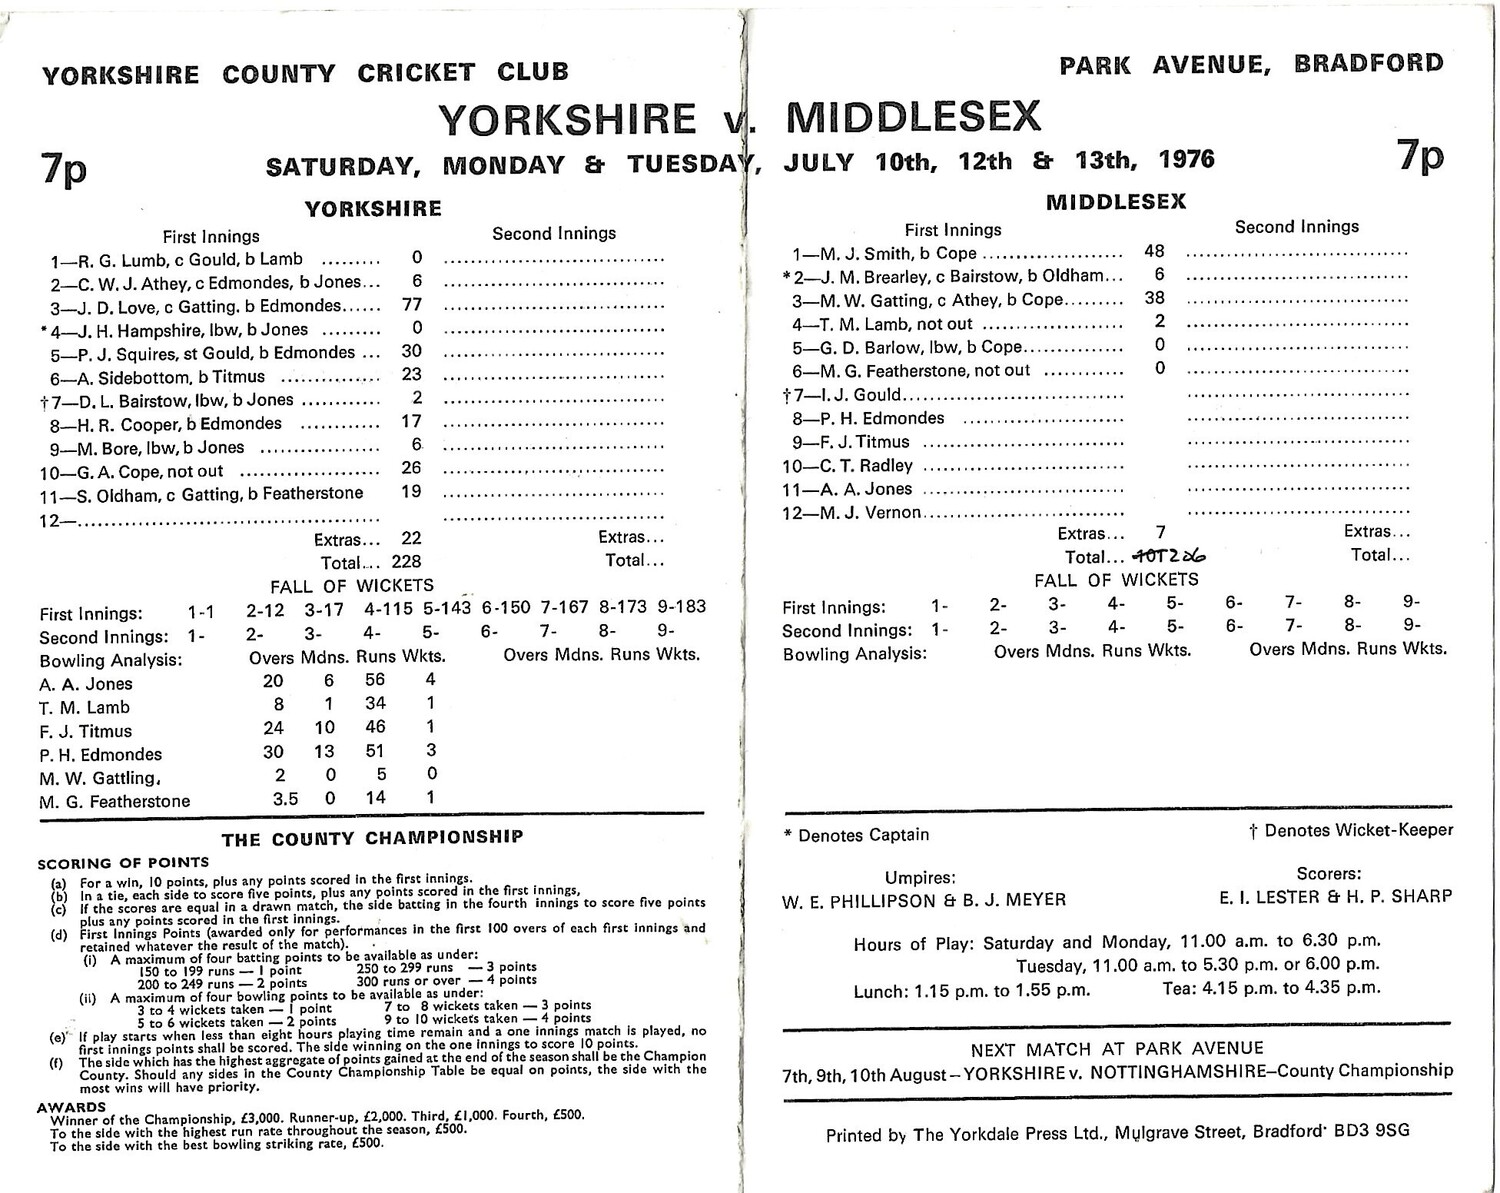 YORKSHIRE COUNTY CRICKET CLUB
PARK AVENUE, BRADFORD
YORKSHIRE v. MIDDLESEX
7p SATURDAY, MONDAY & TUESDAY, JULY 10th, 12th & 13th, 1976 7p
YORKSHIRE
First Innings Second Innings
1—R. G. Lumb, c Gould, b Lamb ......... 0 ......................................
2—C. W. J. Athey, c Edmondes, b Jones... 6 ......................................
3—J. D. Love, c Gatting, b Edmondes...... 77 ......................................
*4—J. H. Hampshire, lbw, b Jones ......... 0 ......................................
5—P. J. Squires, st Gould, b Edmondes ... 30 ......................................
6—A. Sidebottom, b Titmus ............... 23 ......................................
†7—D. L. Bairstow, lbw, b Jones ............ 2 ......................................
8—H. R. Cooper, b Edmondes ............ 17 ......................................
9—M. Bore, lbw, b Jones .................. 6 ......................................
10—G. A. Cope, not out ..................... 26 ......................................
11—S. Oldham, c Gatting, b Featherstone 19 ......................................
12—................................................... ......................................
Extras... 22 Extras...
Total... 228 Total...
FALL OF WICKETS
First Innings: 1-1 2-12 3-17 4-115 5-143 6-150 7-167 8-173 9-183
Second Innings: 1- 2- 3- 4- 5- 6- 7- 8- 9-
Bowling Analysis: Overs Mdns. Runs Wkts. Overs Mdns. Runs Wkts.
A. A. Jones 20 6 56 4
T. M. Lamb 8 1 34 1
F. J. Titmus 24 10 46 1
P. H. Edmondes 30 13 51 3
M. W. Gattling. 2 0 5 0
M. G. Featherstone 3.5 0 14 1
THE COUNTY CHAMPIONSHIP
SCORING OF POINTS
(a) For a win, 10 points, plus any points scored in the first innings.
(b) In a tie, each side to score five points, plus any points scored in the first innings,
(c) If the scores are equal in a drawn match, the side batting in the fourth innings to score five points
plus any points scored in the first innings.
(d) First Innings Points (awarded only for performances in the first 100 overs of each first innings and
retained whatever the result of the match).
(i) A maximum of four batting points to be available as under:
150 to 199 runs — 1 point 250 to 299 runs — 3 points
200 to 249 runs — 2 points 300 runs or over — 4 points
(ii) A maximum of four bowling points to be available as under:
3 to 4 wickets taken — 1 point 7 to 8 wickets taken — 3 points
5 to 6 wickets taken — 2 points 9 to 10 wickets taken — 4 points
(e) If play starts when less than eight hours playing time remain and a one innings match is played, no
first innings points shall be scored. The side winning on the one innings to score 10 points.
(f) The side which has the highest aggregate of points gained at the end of the season shall be the Champion
County. Should any sides in the County Championship Table be equal on points, the side with the
most wins will have priority.
AWARDS
Winner of the Championship, £3,000. Runner-up, £2,000. Third, £1,000. Fourth, £500.
To the side with the highest run rate throughout the season, £500.
To the side with the best bowling striking rate, £500.
MIDDLESEX
First Innings Second Innings
1—M. J. Smith, b Cope ........................ 48 ......................................
*2—J. M. Brearley, c Bairstow, b Oldham... 6 ......................................
3—M. W. Gatting, c Athey, b Cope......... 38 ......................................
4—T. M. Lamb, not out ........................ 2 ......................................
5—G. D. Barlow, lbw, b Cope............... 0 ......................................
6—M. G. Featherstone, not out ............ 0 ......................................
†7—I. J. Gould...................................... ......................................
8—P. H. Edmondes ........................... ......................................
9—F. J. Titmus .................................. ......................................
10—C. T. Radley .................................. ......................................
11—A. A. Jones .................................. ......................................
12—M. J. Vernon.................................. ......................................
Extras... 7 Extras...
Total... Total...
FALL OF WICKETS
First Innings: 1- 2- 3- 4- 5- 6- 7- 8- 9-
Second Innings: 1- 2- 3- 4- 5- 6- 7- 8- 9-
Bowling Analysis: Overs Mdns. Runs Wkts. Overs Mdns. Runs Wkts.
* Denotes Captain † Denotes Wicket-Keeper
Umpires: Scorers:
W. E. PHILLIPSON & B. J. MEYER E. I. LESTER & H. P. SHARP
Hours of Play: Saturday and Monday, 11.00 a.m. to 6.30 p.m.
Tuesday, 11.00 a.m. to 5.30 p.m. or 6.00 p.m.
Lunch: 1.15 p.m. to 1.55 p.m. Tea: 4.15 p.m. to 4.35 p.m.
NEXT MATCH AT PARK AVENUE
7th, 9th, 10th August – YORKSHIRE v. NOTTINGHAMSHIRE–County Championship
Printed by The Yorkdale Press Ltd., Mulgrave Street, Bradford BD3 9SG